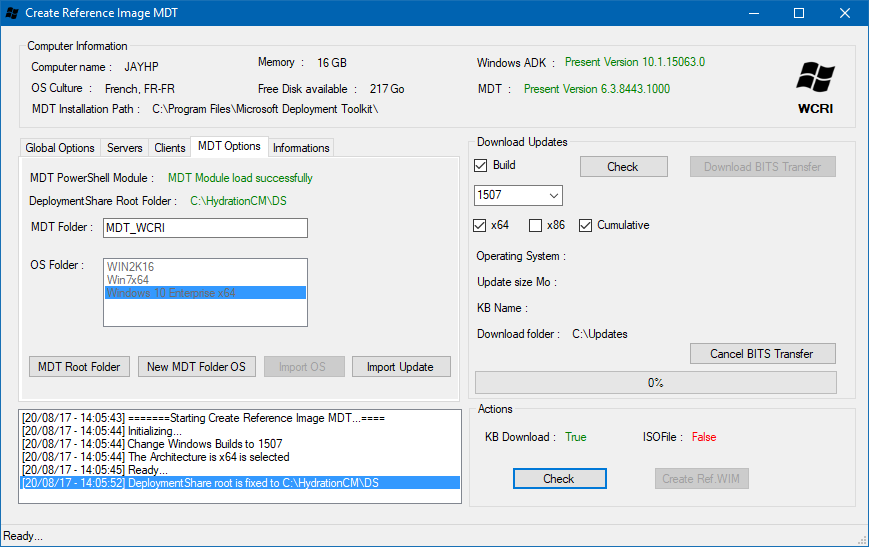 Create Reference Image MDT
Computer Information
Computer name : JAYHP
Memory : 16 GB
Windows ADK : Present Version 10.1.15063.0
OS Culture : French, FR-FR
Free Disk available : 217 Go
MDT : Present Version 6.3.8443.1000
MDT Installation Path : C:\Program Files\Microsoft Deployment Toolkit\
WCRI
Global Options Servers Clients MDT Options Informations
MDT PowerShell Module : MDT Module load successfully
DeploymentShare Root Folder : C:\HydrationCM\DS
MDT Folder : MDT_WCRI
OS Folder :
WIN2K16
Win7x64
Windows 10 Enterprise x64
MDT Root Folder New MDT Folder OS Import OS Import Update
Download Updates
Build Check Download BITS Transfer
1507
x64 x86 Cumulative
Operating System :
Update size Mo :
KB Name :
Download folder : C:\Updates
Cancel BITS Transfer
0%
[20/08/17 - 14:05:43] =======Starting Create Reference Image MDT...====
[20/08/17 - 14:05:44] Initializing...
[20/08/17 - 14:05:44] Change Windows Builds to 1507
[20/08/17 - 14:05:44] The Architecture is x64 is selected
[20/08/17 - 14:05:45] Ready...
[20/08/17 - 14:05:52] DeploymentShare root is fixed to C:\HydrationCM\DS
Actions
KB Download : True ISOFile : False
Check Create Ref.WIM
Ready...